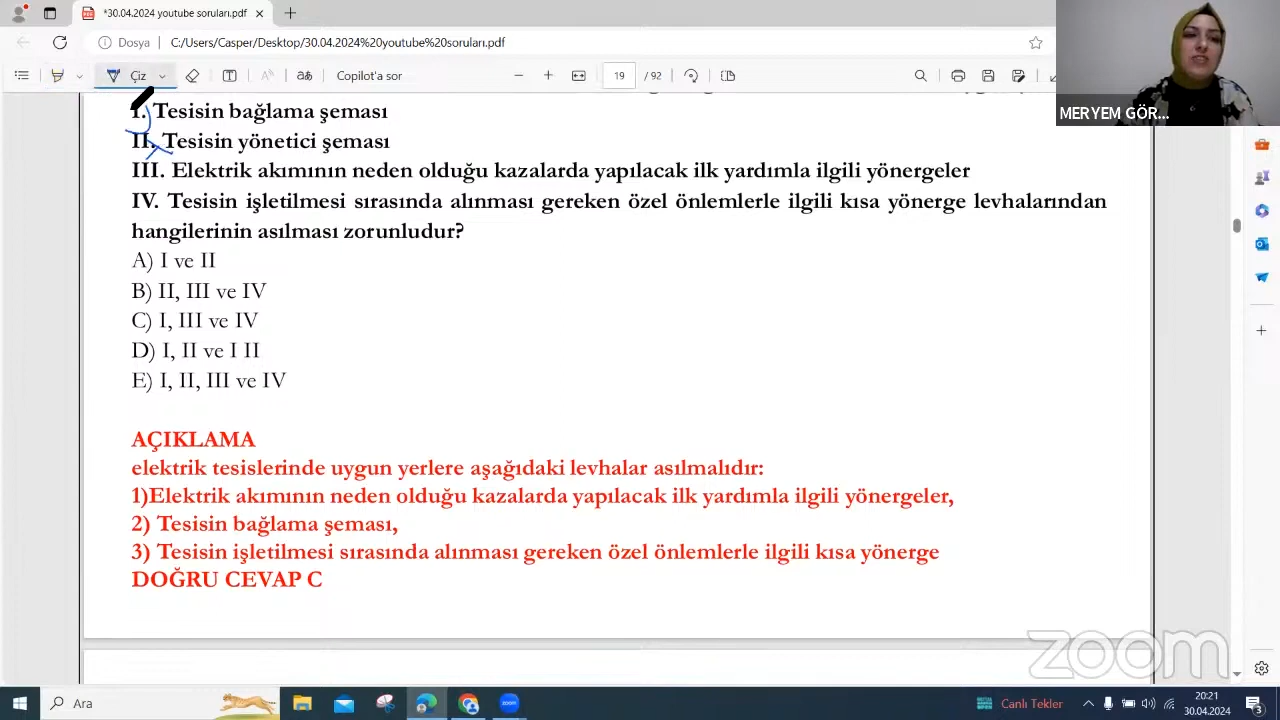 *30.04.2024 youtube soruları.pdf
Dosya C:/Users/Casper/Desktop/30.04.2024%20youtube%20soruları.pdf
Çiz
aあ
Copilot'a sor
19 / 92
MERYEM GÖR...
I. Tesisin bağlama şeması
II. Tesisin yönetici şeması
III. Elektrik akımının neden olduğu kazalarda yapılacak ilk yardımla ilgili yönergeler
IV. Tesisin işletilmesi sırasında alınması gereken özel önlemlerle ilgili kısa yönerge levhalarından
hangilerinin asılması zorunludur?
A) I ve II
B) II, III ve IV
C) I, III ve IV
D) I, II ve I II
E) I, II, III ve IV
AÇIKLAMA
elektrik tesislerinde uygun yerlere aşağıdaki levhalar asılmalıdır:
1)Elektrik akımının neden olduğu kazalarda yapılacak ilk yardımla ilgili yönergeler,
2) Tesisin bağlama şeması,
3) Tesisin işletilmesi sırasında alınması gereken özel önlemlerle ilgili kısa yönerge
DOĞRU CEVAP C
zoom
Ara
zoom
Canlı Tekler
20:21
30.04.2024
3